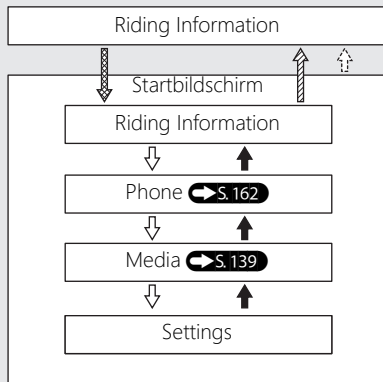 Riding Information
Startbildschirm
Riding Information
Phone S. 162
Media S. 139
Settings